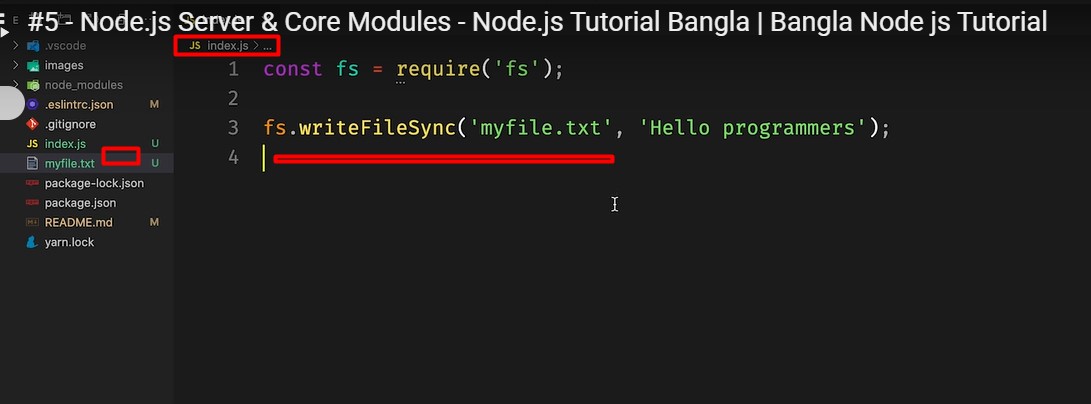 #5 - Node.js Server & Core Modules - Node.js Tutorial Bangla | Bangla Node js Tutorial
JS index.js > ...
.vscode
images
node_modules
.eslintrc.json M
.gitignore
JS index.js U
myfile.txt U
package-lock.json
package.json
README.md M
yarn.lock
1 const fs = require('fs');
2
3 fs.writeFileSync('myfile.txt', 'Hello programmers');
4